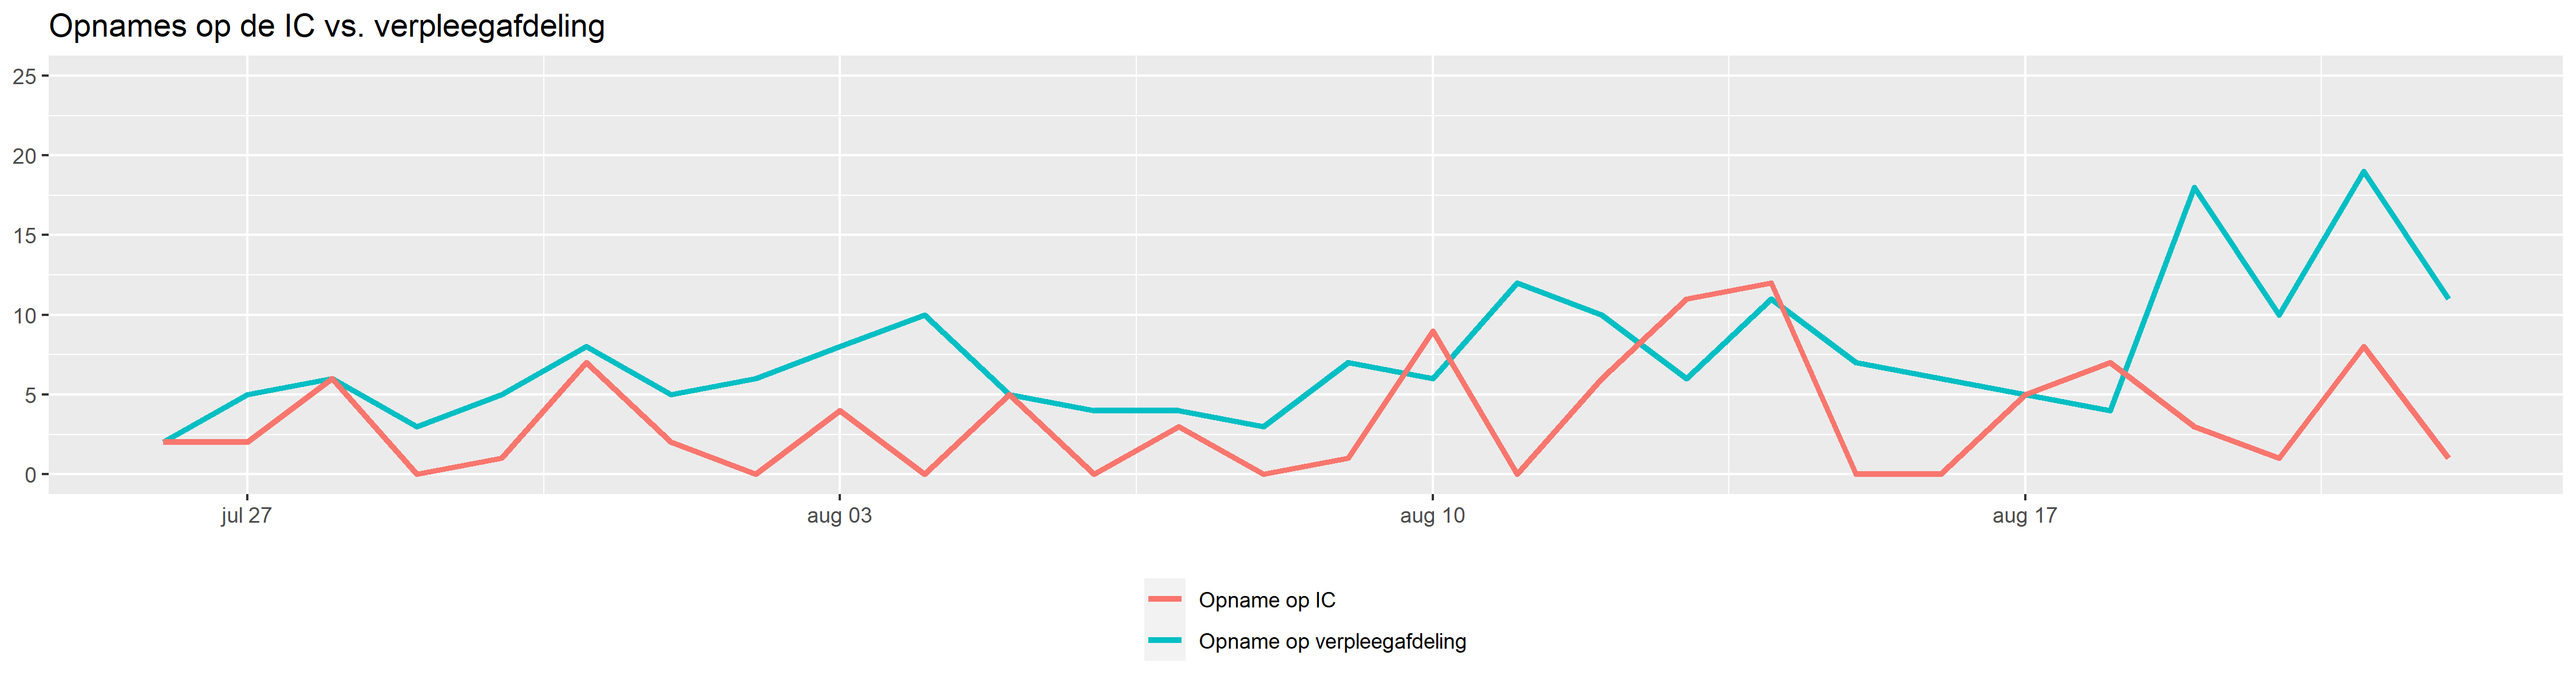 Opnames op de IC vs. verpleegafdeling
25
20
15
10
5
0
jul 27 aug 03 aug 10 aug 17
Opname op IC
Opname op verpleegafdeling